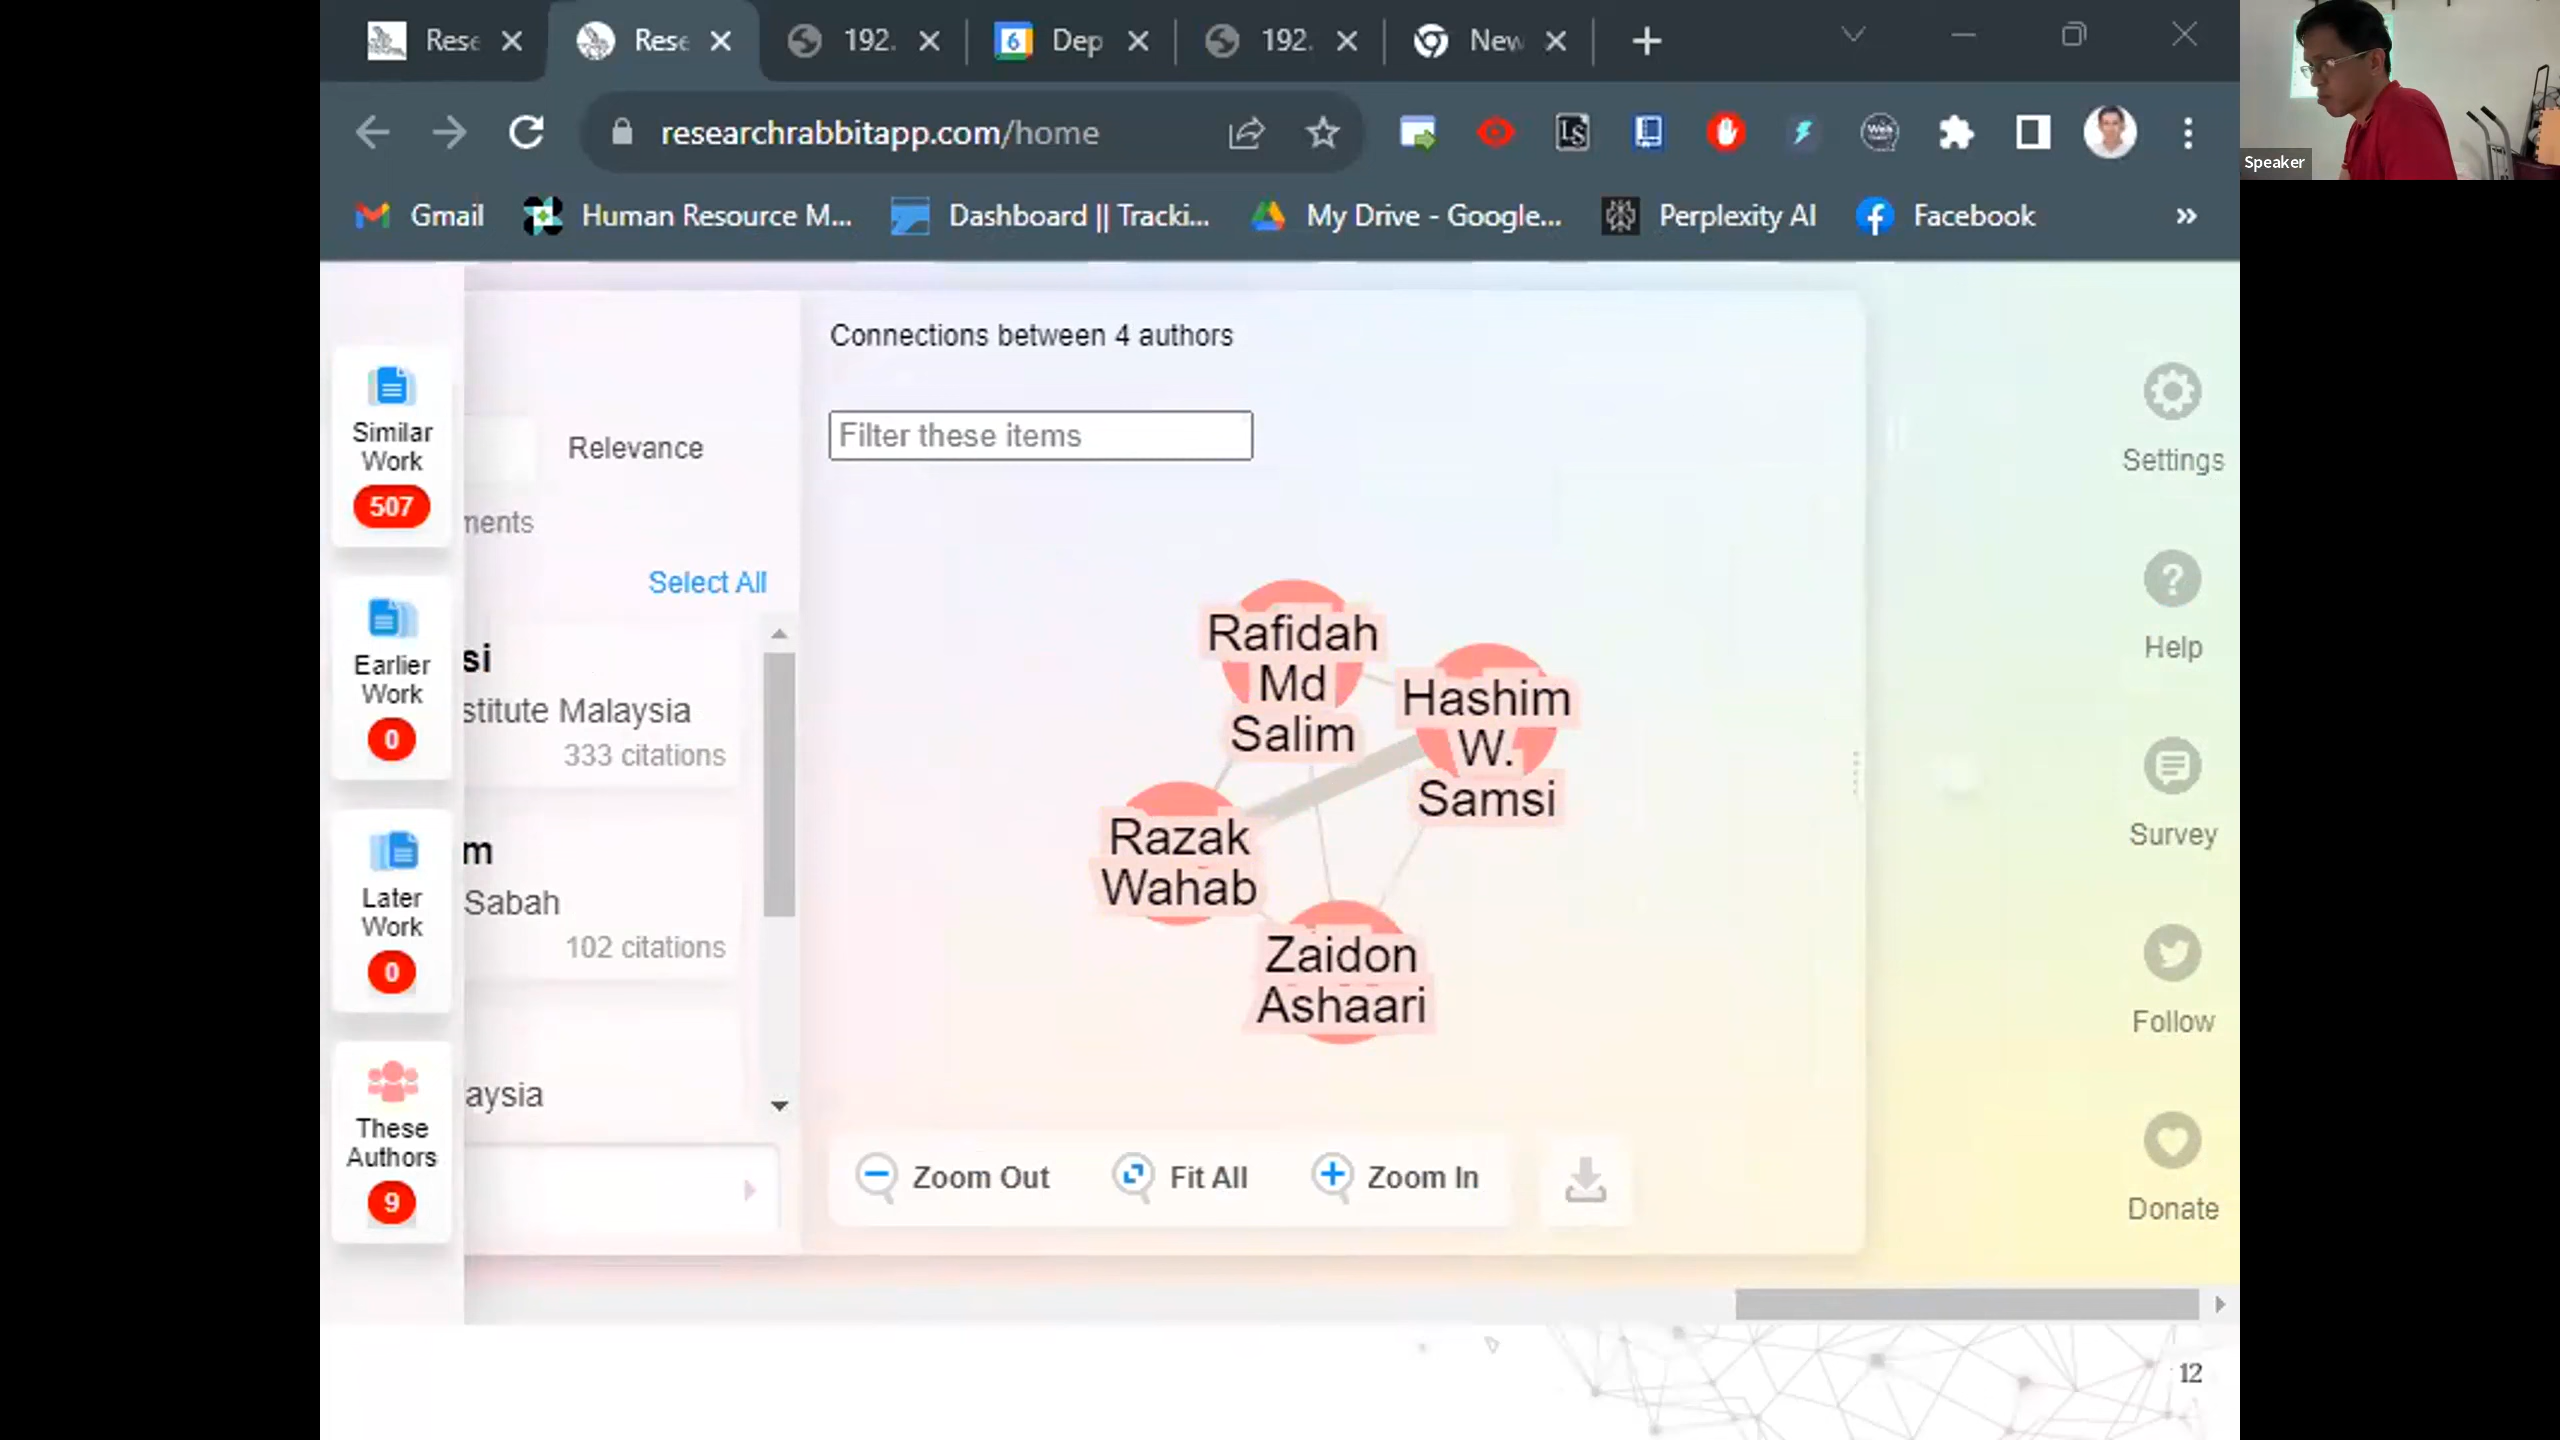 Rese
Rese
192.
Dep
192.
New
researchrabbitapp.com/home
Gmail
Human Resource M...
Dashboard || Tracki...
My Drive - Google...
Perplexity AI
Facebook
»
Speaker
Similar
Work
507
Earlier
Work
0
Later
Work
0
These
Authors
9
Relevance
ments
Select All
si
stitute Malaysia
333 citations
m
Sabah
102 citations
aysia
Connections between 4 authors
Filter these items
Rafidah
Md
Salim
Hashim
W.
Samsi
Razak
Wahab
Zaidon
Ashaari
Zoom Out
Fit All
Zoom In
Settings
Help
Survey
Follow
Donate
12